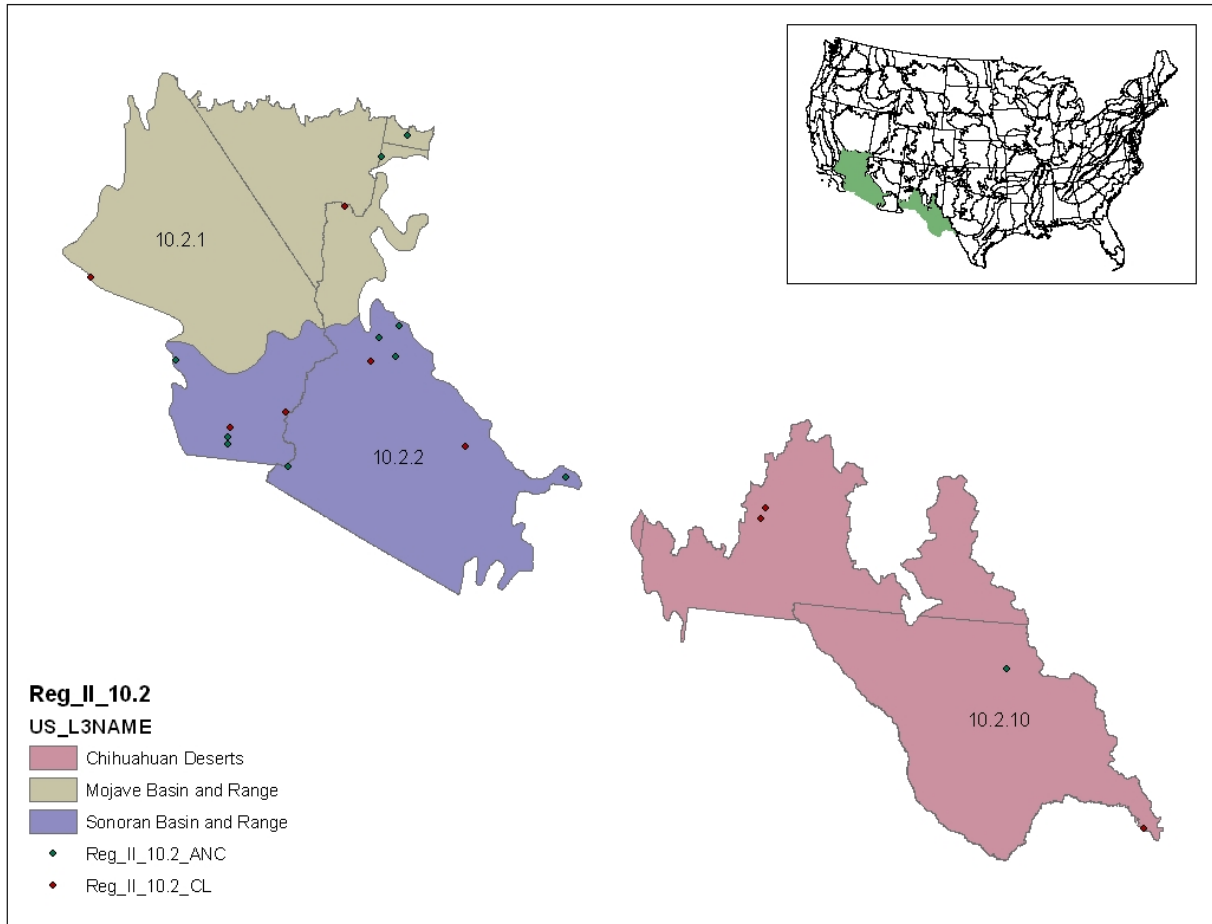 10.2.1
10.2.2
10.2.10
Reg_II_10.2
US_L3NAME
Chihuahuan Deserts
Mojave Basin and Range
Sonoran Basin and Range
Reg_II_10.2_ANC
Reg_II_10.2_CL